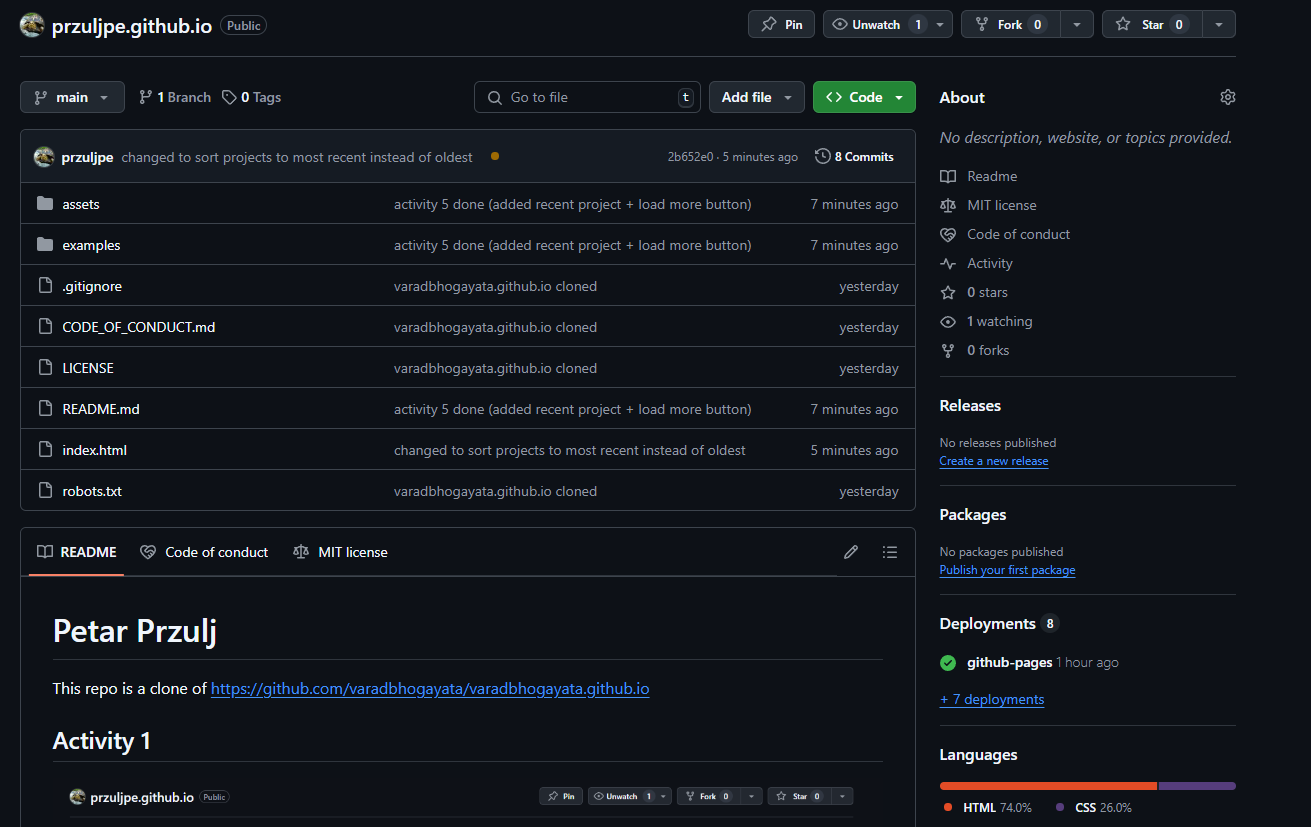 przuljpe.github.io Public Pin Unwatch 1 Fork 0 Star 0
main 1 Branch 0 Tags Go to file t Add file <> Code
przuljpe changed to sort projects to most recent instead of oldest 2b652e0 · 5 minutes ago 8 Commits
assets activity 5 done (added recent project + load more button) 7 minutes ago
examples activity 5 done (added recent project + load more button) 7 minutes ago
.gitignore varadbhogayata.github.io cloned yesterday
CODE_OF_CONDUCT.md varadbhogayata.github.io cloned yesterday
LICENSE varadbhogayata.github.io cloned yesterday
README.md activity 5 done (added recent project + load more button) 7 minutes ago
index.html changed to sort projects to most recent instead of oldest 5 minutes ago
robots.txt varadbhogayata.github.io cloned yesterday
README Code of conduct MIT license
Petar Przulj
This repo is a clone of https://github.com/varadbhogayata/varadbhogayata.github.io
Activity 1
przuljpe.github.io Public Pin Unwatch 1 Fork 0 Star 0
About
No description, website, or topics provided.
Readme
MIT license
Code of conduct
Activity
0 stars
1 watching
0 forks
Releases
No releases published
Create a new release
Packages
No packages published
Publish your first package
Deployments 8
github-pages 1 hour ago
+ 7 deployments
Languages
HTML 74.0% CSS 26.0%